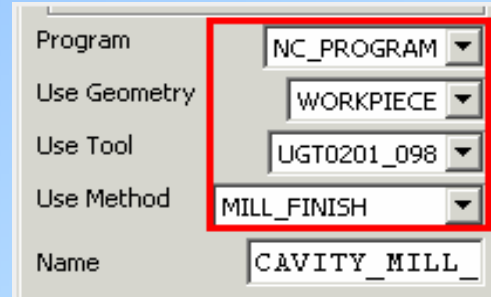 Program NC_PROGRAM
Use Geometry WORKPIECE
Use Tool UGT0201_098
Use Method MILL_FINISH
Name CAVITY_MILL_